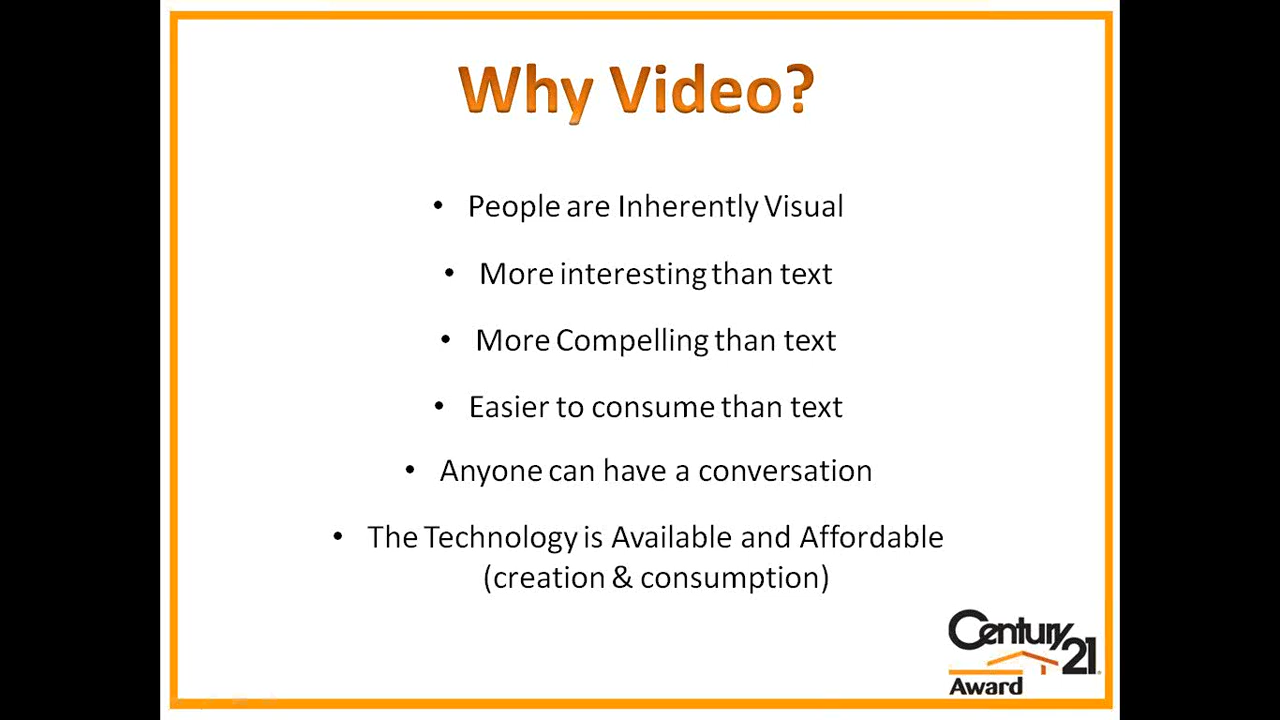 Why Video?
• People are Inherently Visual
• More interesting than text
• More Compelling than text
• Easier to consume than text
• Anyone can have a conversation
• The Technology is Available and Affordable
(creation & consumption)
Century
21
Award